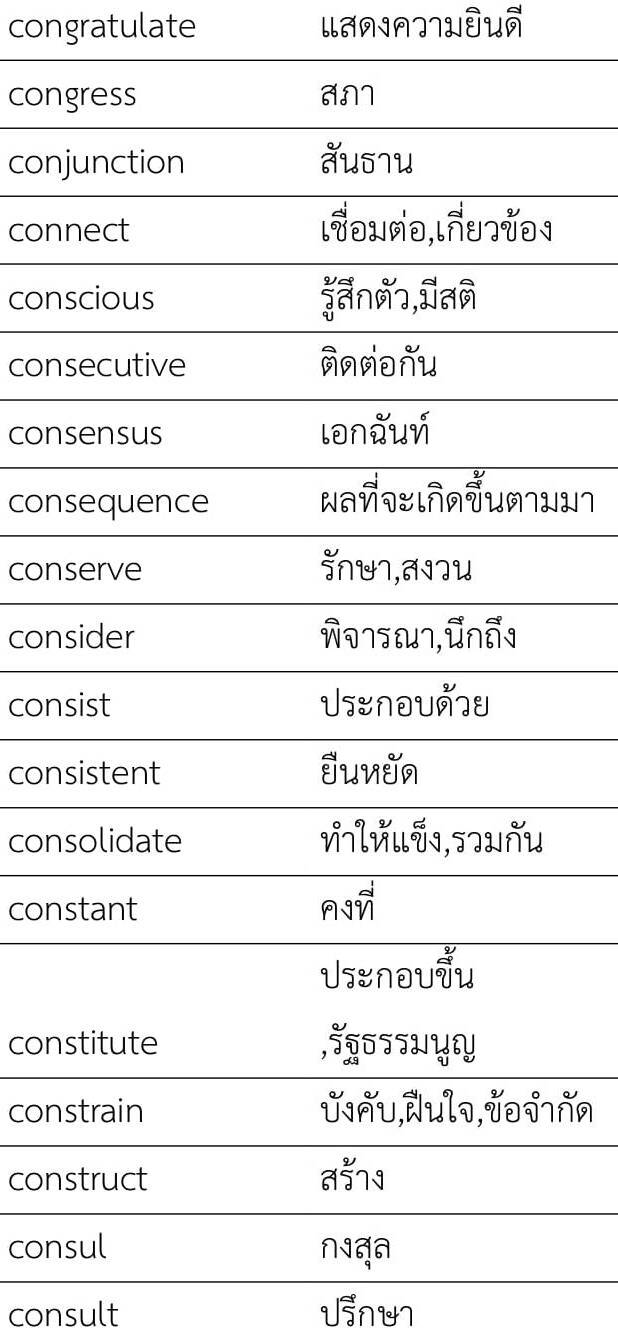 congratulate แสดงความยินดี
congress สภา
conjunction สันธาน
connect เชื่อมต่อ,เกี่ยวข้อง
conscious รู้สึกตัว,มีสติ
consecutive ติดต่อกัน
consensus เอกฉันท์
consequence ผลที่จะเกิดขึ้นตามมา
conserve รักษา,สงวน
consider พิจารณา,นึกถึง
consist ประกอบด้วย
consistent ยืนหยัด
consolidate ทำให้แข็ง,รวมกัน
constant คงที่
ประกอบขึ้น
constitute ,รัฐธรรมนูญ
constrain บังคับ,ฝืนใจ,ข้อจำกัด
construct สร้าง
consul กงสุล
consult ปรึกษา